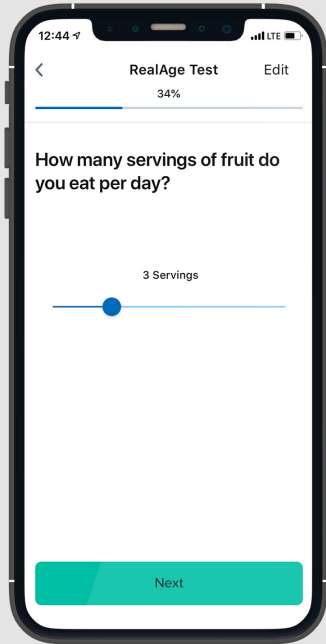 12:44 LTE
RealAge Test Edit
34%
How many servings of fruit do
you eat per day?
3 Servings
Next